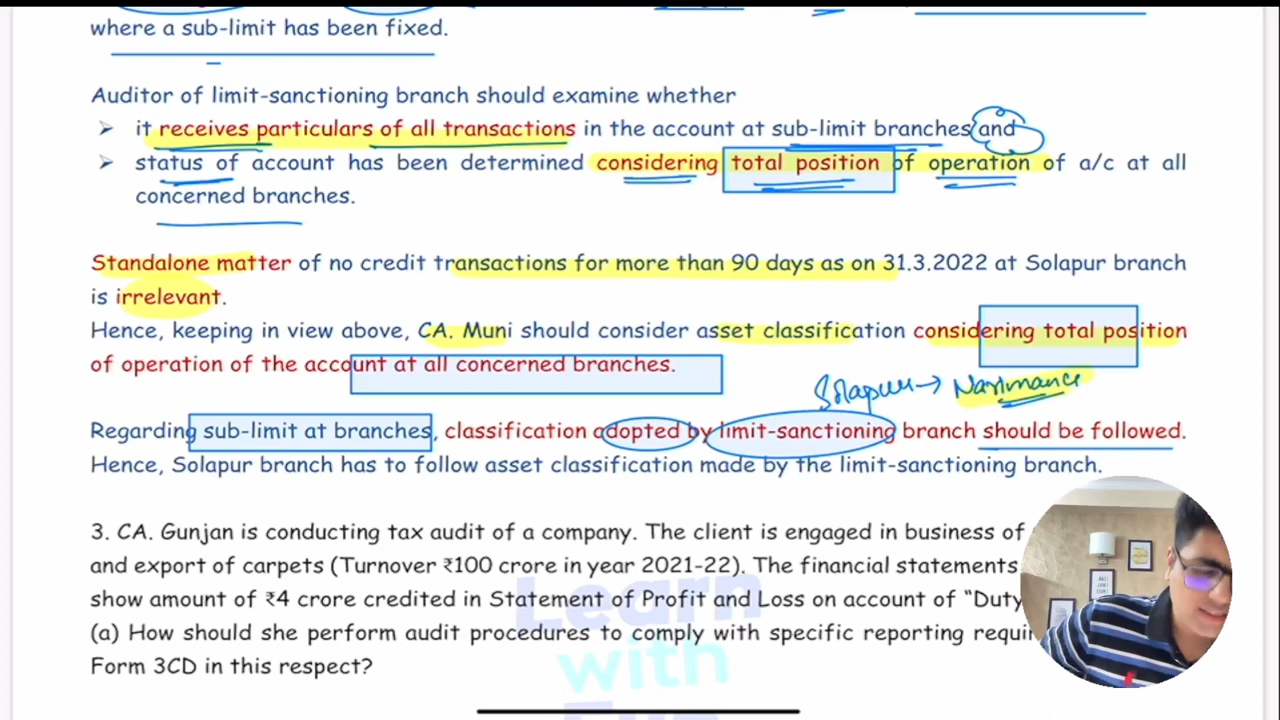 where a sub-limit has been fixed.
Auditor of limit-sanctioning branch should examine whether
➢ it receives particulars of all transactions in the account at sub-limit branches and
➢ status of account has been determined considering total position of operation of a/c at all
concerned branches.
Standalone matter of no credit transactions for more than 90 days as on 31.3.2022 at Solapur branch
is irrelevant.
Hence, keeping in view above, CA. Muni should consider asset classification considering total position
of operation of the account at all concerned branches.
Solapur → Nariman
Regarding sub-limit at branches, classification adopted by limit-sanctioning branch should be followed.
Hence, Solapur branch has to follow asset classification made by the limit-sanctioning branch.
3. CA. Gunjan is conducting tax audit of a company. The client is engaged in business of
and export of carpets (Turnover ₹100 crore in year 2021-22). The financial statements
show amount of ₹4 crore credited in Statement of Profit and Loss on account of "Duty
(a) How should she perform audit procedures to comply with specific reporting requi
Form 3CD in this respect?
Learn
with